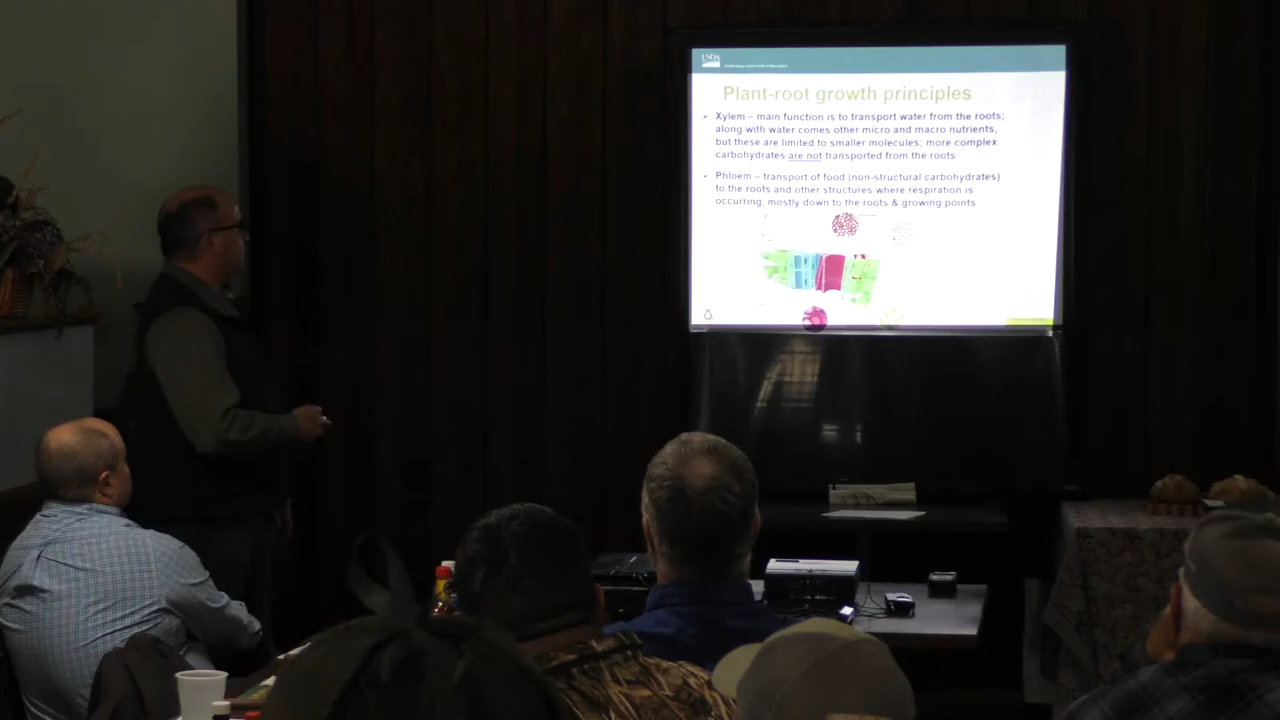 USDA
Plant-root growth principles
Xylem – main function is to transport water from the roots;
along with water comes other micro and macro nutrients,
but these are limited to smaller molecules; more complex
carbohydrates are not transported from the roots
Phloem – transport of food (non-structural carbohydrates)
to the roots and other structures where respiration is
occurring, mostly down to the roots & growing points